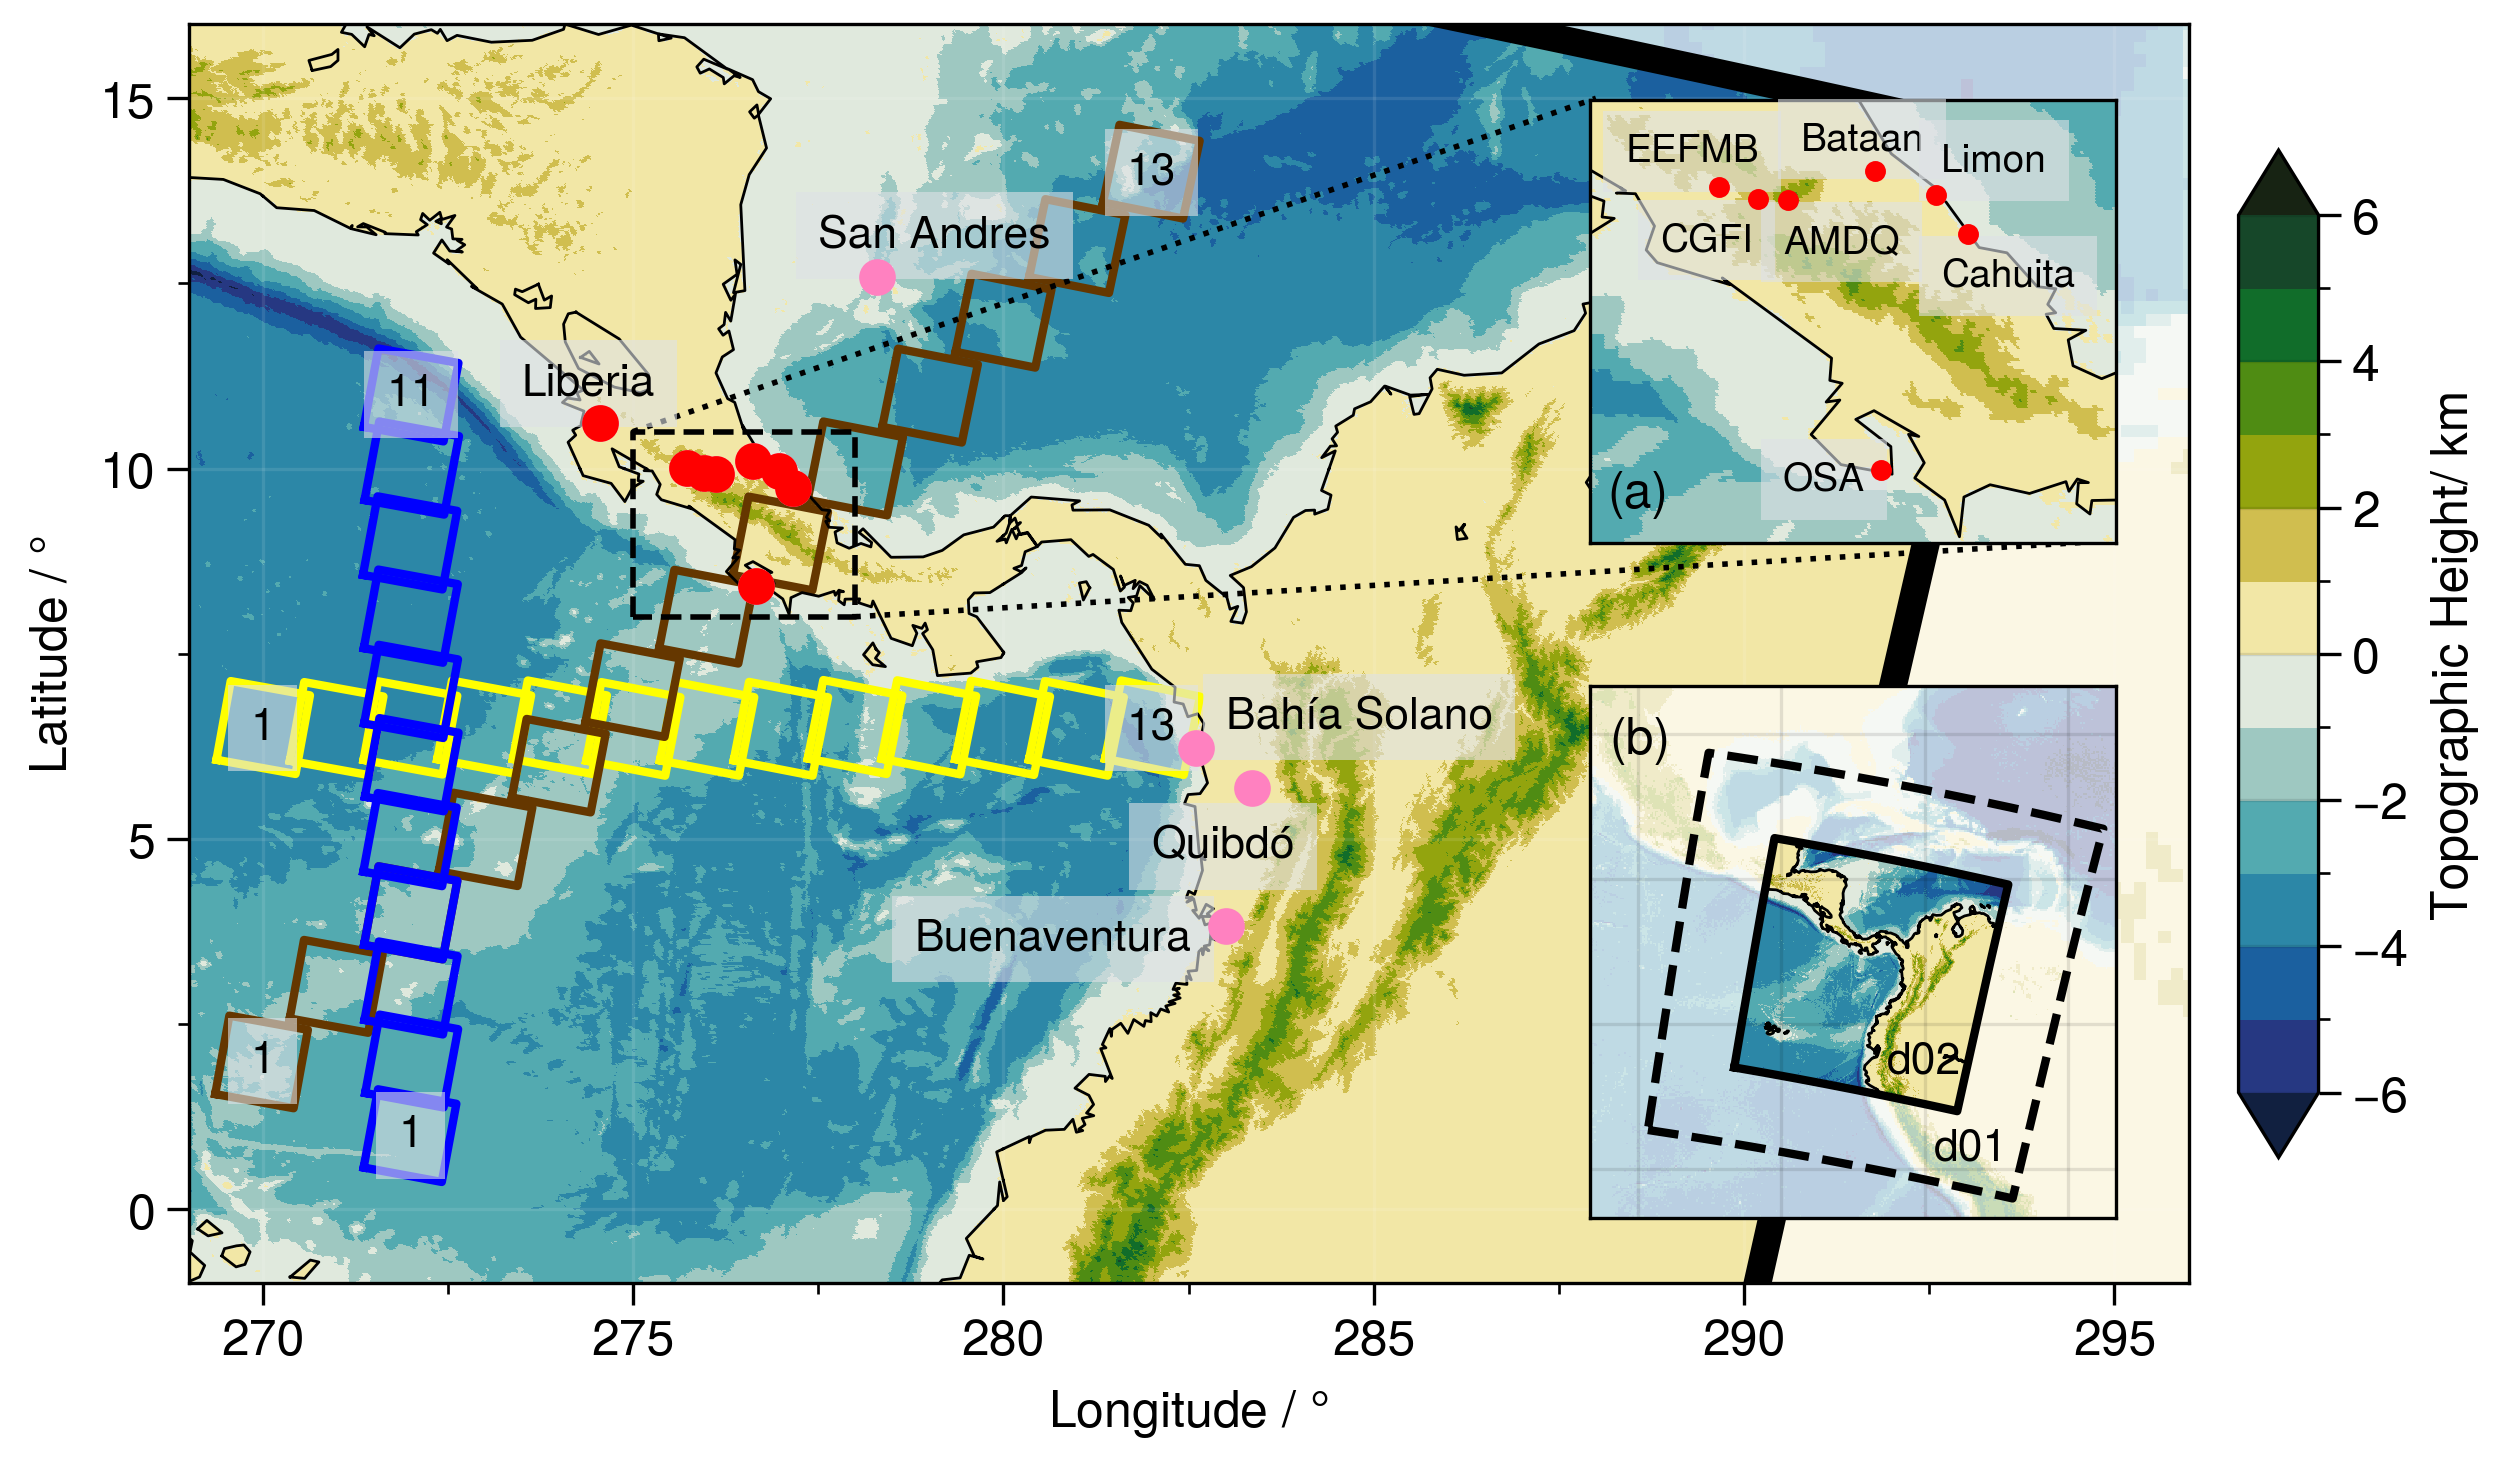 15
10
5
0
Latitude / °
270
275
280
285
290
295
Longitude / °
13
San Andres
11
Liberia
1
13
Bahía Solano
Quibdó
Buenaventura
1
1
EEFMB
Bataan
Limon
CGFI
AMDQ
Cahuita
OSA
(a)
(b)
d02
d01
6
4
2
0
−2
−4
−6
Topographic Height/ km